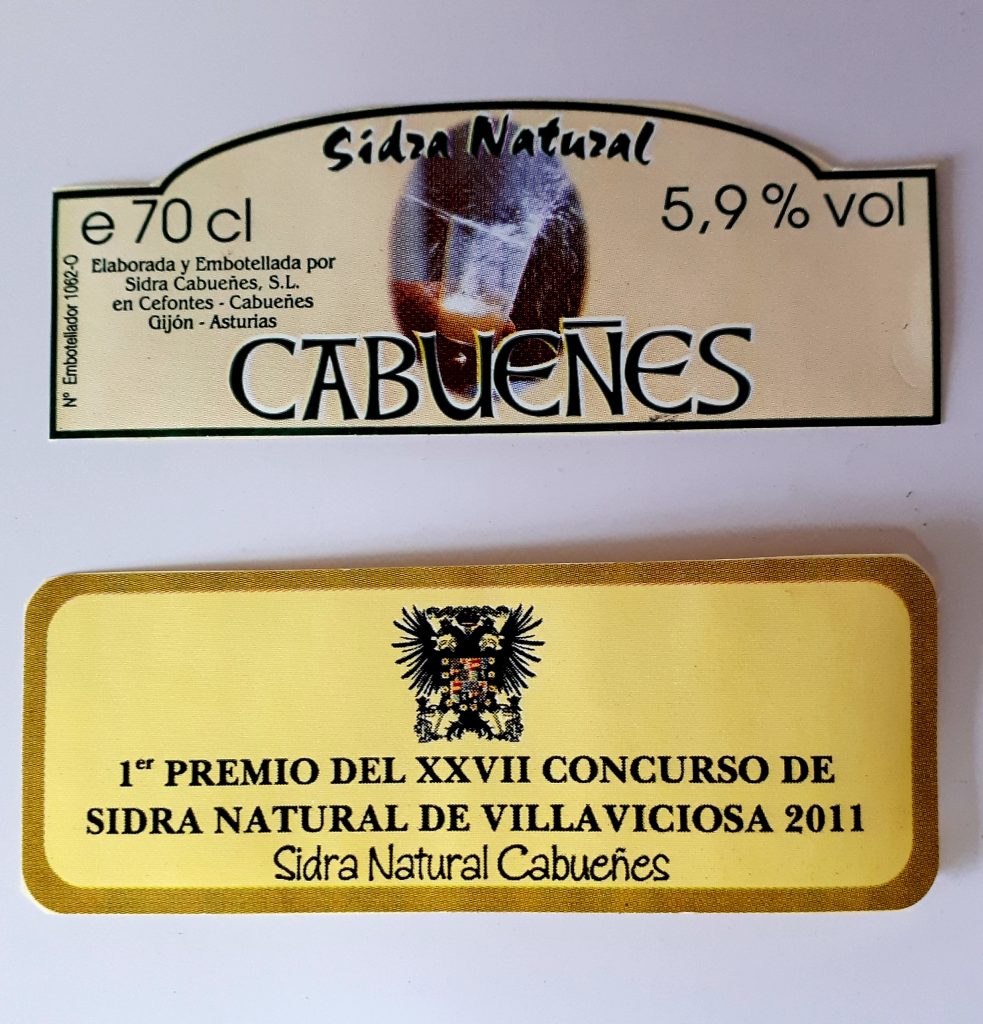 Sidra Natural
e 70 cl
5,9 % vol
Elaborada y Embotellada por
Sidra Cabueñes, S.L.
en Cefontes - Cabueñes
Gijón - Asturias
Nº Embotellador 1062-O
CABUEÑES
1er PREMIO DEL XXVII CONCURSO DE
SIDRA NATURAL DE VILLAVICIOSA 2011
Sidra Natural Cabueñes